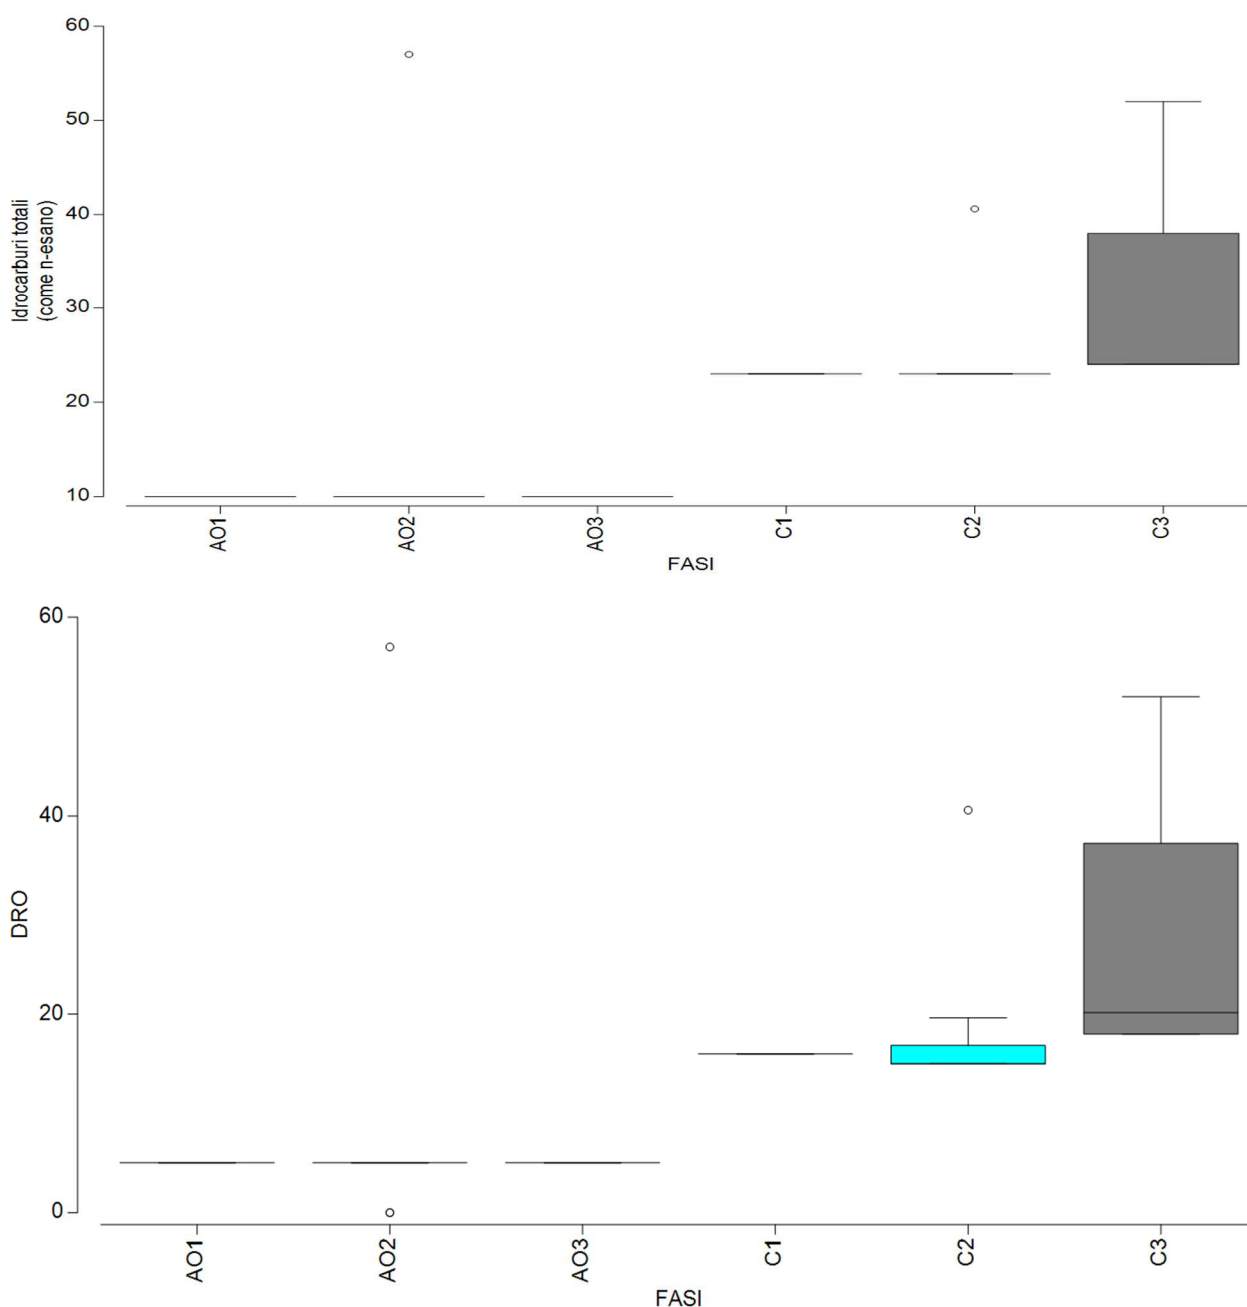 60
50
40
30
20
10
Idrocarburi totali
(come n-esano)
AO1
AO2
AO3
C1
C2
C3
FASI
60
40
20
0
DRO
AO1
AO2
AO3
C1
C2
C3
FASI